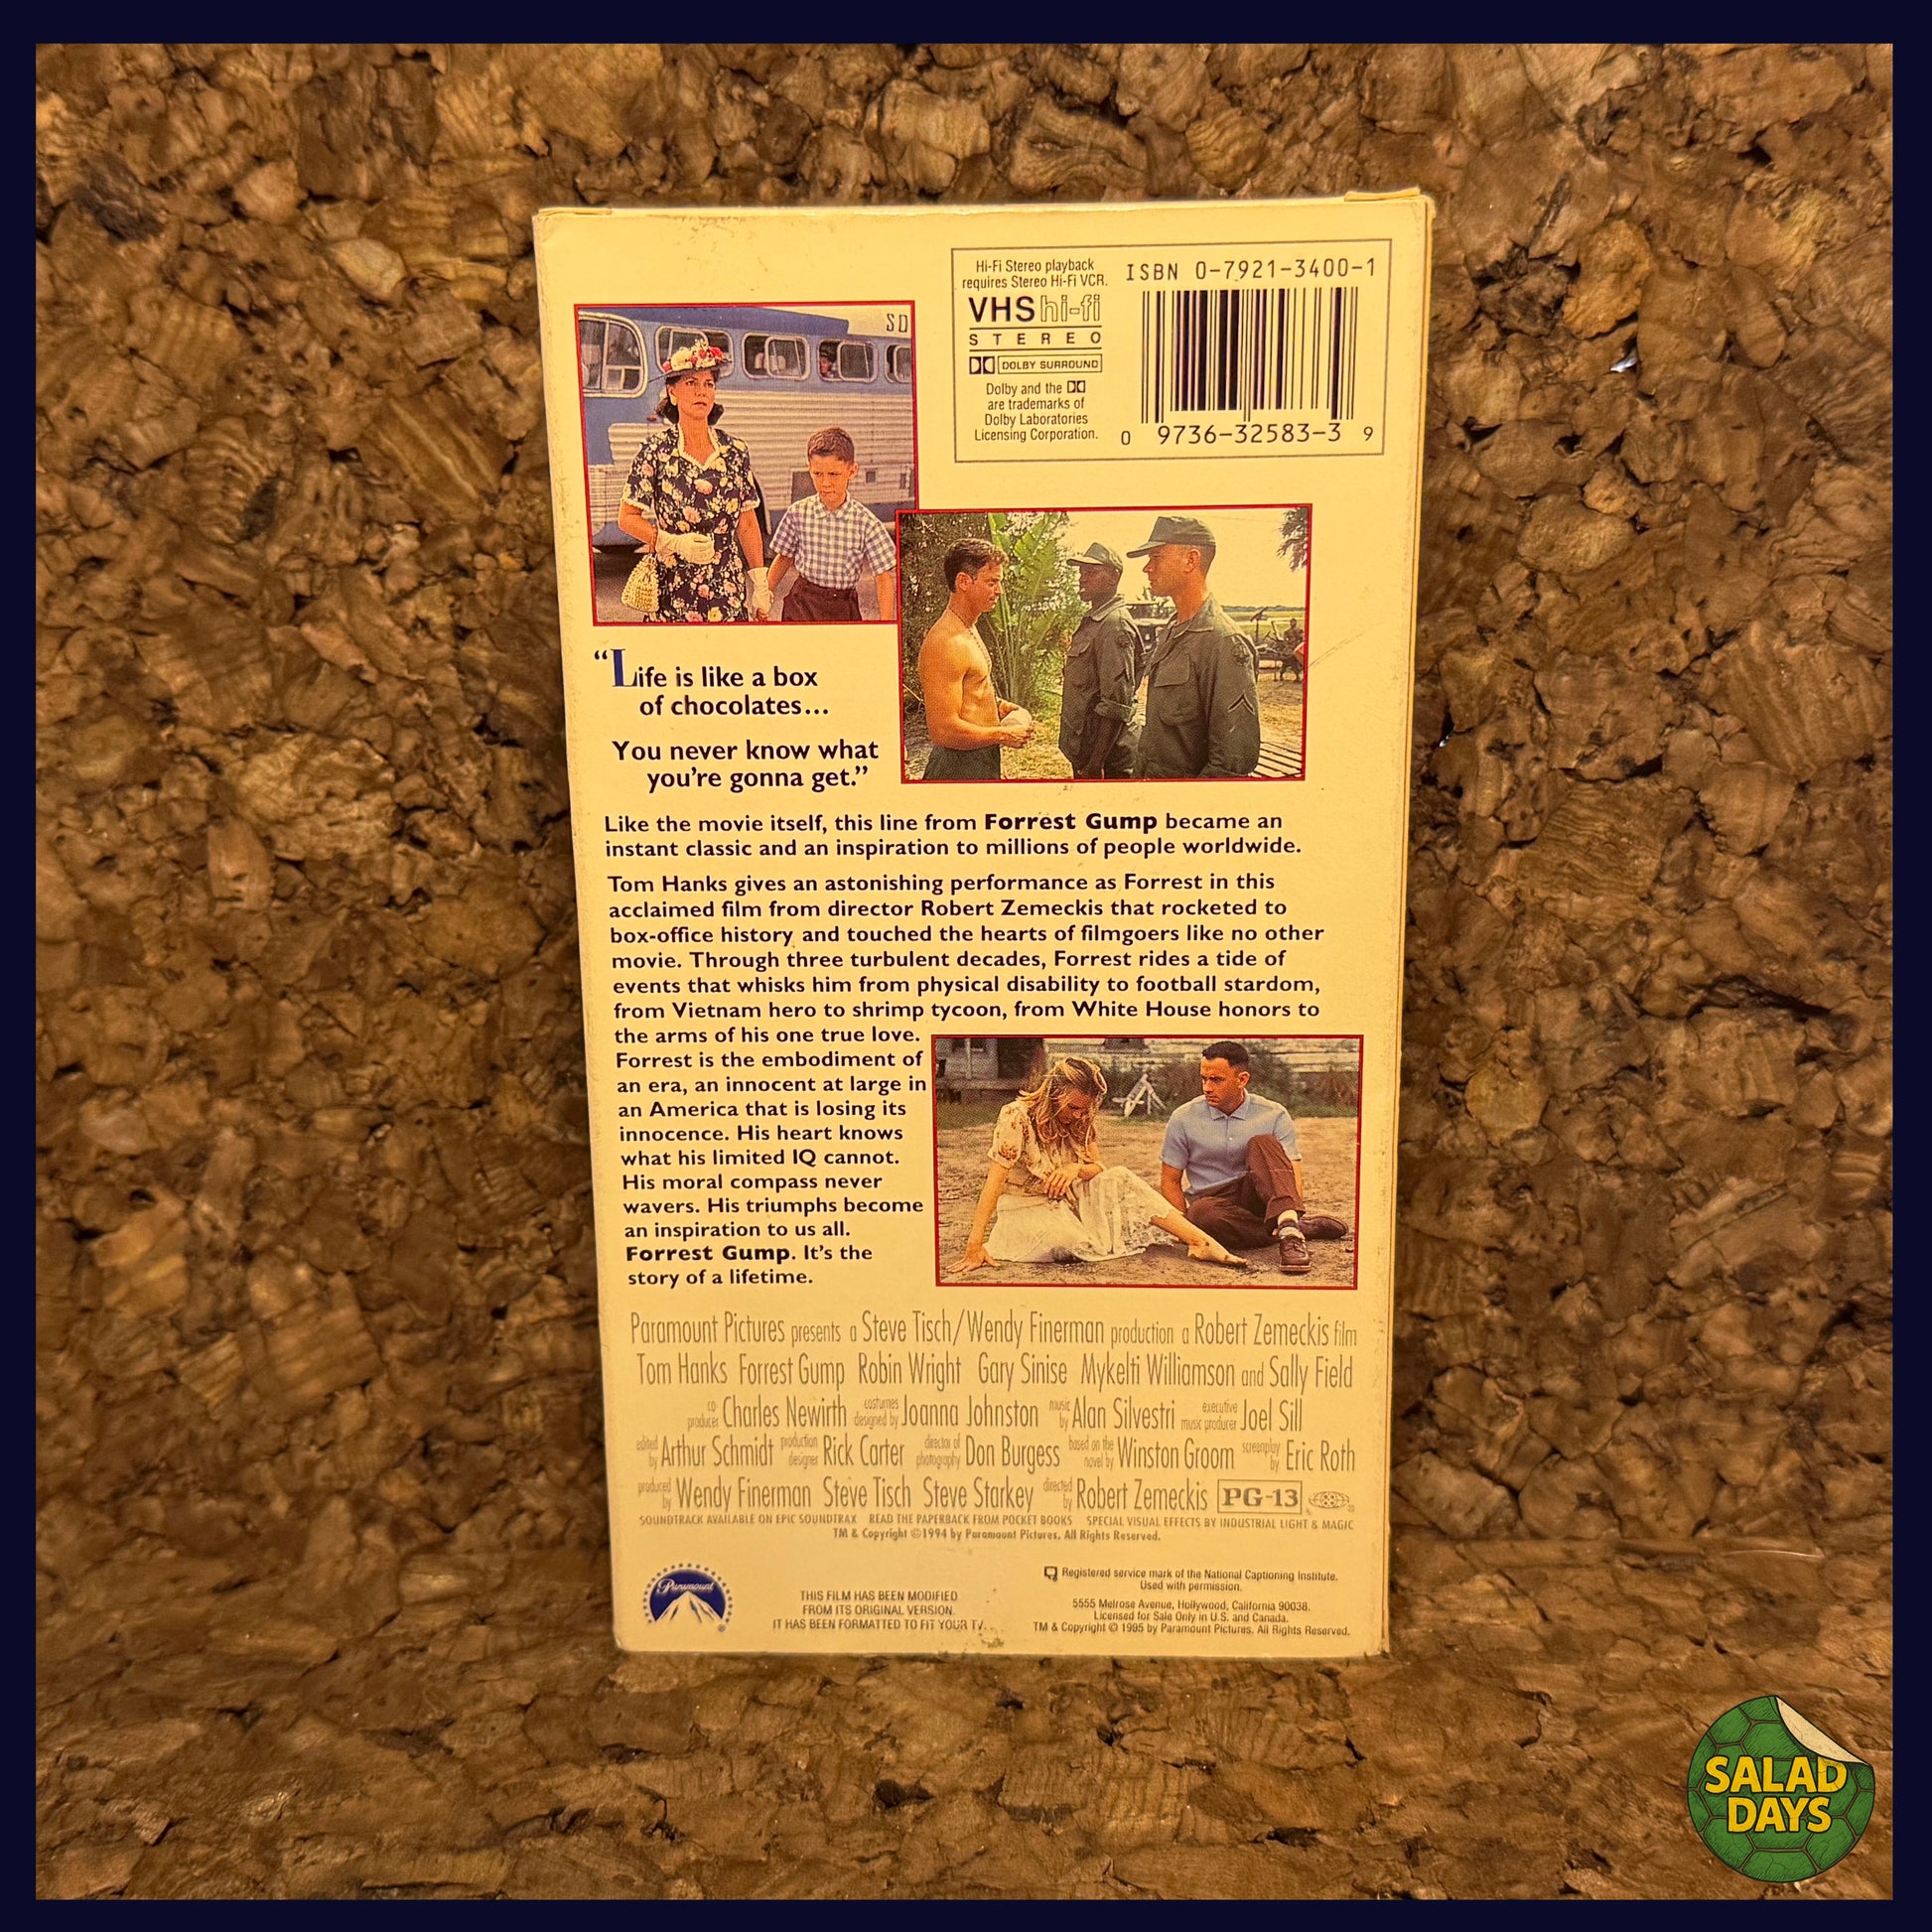 Hi-Fi Stereo playback
requires Stereo Hi-Fi VCR.
VHS hi-fi
STEREO
DOLBY SURROUND
Dolby and the
are trademarks of
Dolby Laboratories
Licensing Corporation.
ISBN 0-7921-3400-1
0 9736-32583-3 9
SO
“Life is like a box
of chocolates...
You never know what
you’re gonna get.”
Like the movie itself, this line from Forrest Gump became an
instant classic and an inspiration to millions of people worldwide.
Tom Hanks gives an astonishing performance as Forrest in this
acclaimed film from director Robert Zemeckis that rocketed to
box-office history and touched the hearts of filmgoers like no other
movie. Through three turbulent decades, Forrest rides a tide of
events that whisks him from physical disability to football stardom,
from Vietnam hero to shrimp tycoon, from White House honors to
the arms of his one true love.
Forrest is the embodiment of
an era, an innocent at large in
an America that is losing its
innocence. His heart knows
what his limited IQ cannot.
His moral compass never
wavers. His triumphs become
an inspiration to us all.
Forrest Gump. It’s the
story of a lifetime.
Paramount Pictures presents a Steve Tisch/Wendy Finerman production a Robert Zemeckis film
Tom Hanks Forrest Gump Robin Wright Gary Sinise Mykelti Williamson and Sally Field
co-producer Charles Newirth costumes designed by Joanna Johnston music by Alan Silvestri executive music producer Joel Sill
edited by Arthur Schmidt production designer Rick Carter director of photography Don Burgess based on the novel by Winston Groom screenplay by Eric Roth
produced by Wendy Finerman Steve Tisch Steve Starkey directed by Robert Zemeckis PG-13
SOUNDTRACK AVAILABLE ON EPIC SOUNDTRAX READ THE PAPERBACK FROM POCKET BOOKS SPECIAL VISUAL EFFECTS BY INDUSTRIAL LIGHT & MAGIC
TM & Copyright ©1994 by Paramount Pictures. All Rights Reserved.
Paramount
THIS FILM HAS BEEN MODIFIED
FROM ITS ORIGINAL VERSION.
IT HAS BEEN FORMATTED TO FIT YOUR TV.
Registered service mark of the National Captioning Institute.
Used with permission.
5555 Melrose Avenue, Hollywood, California 90038.
Licensed for Sale Only in U.S. and Canada.
TM & Copyright © 1995 by Paramount Pictures. All Rights Reserved.
SALAD
DAYS